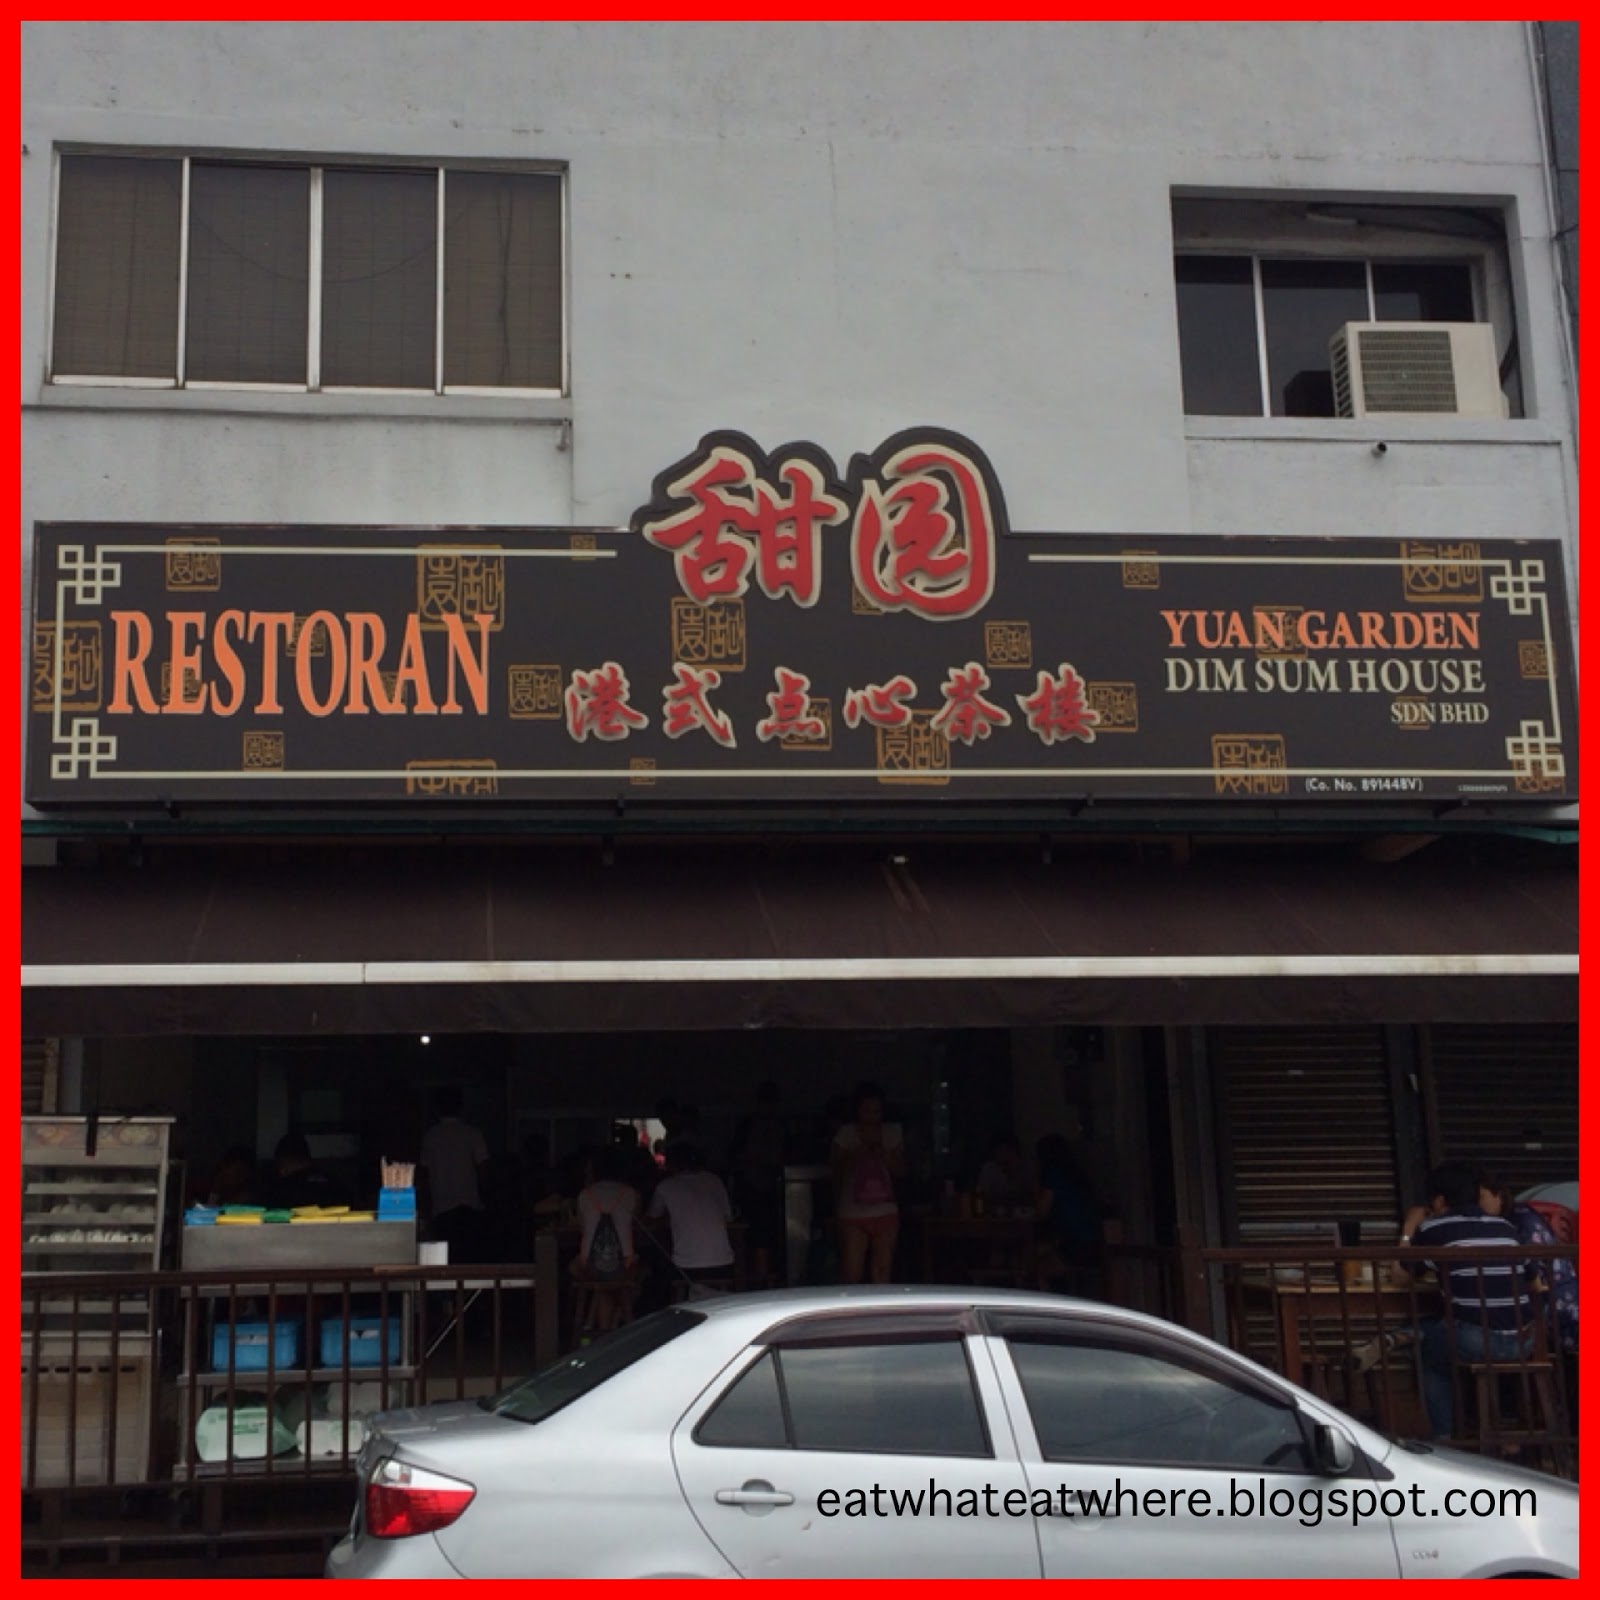 甜园
RESTORAN
港式点心茶楼
YUAN GARDEN
DIM SUM HOUSE
SDN BHD
(Co. No. 891448V)
eatwhateatwhere.blogspot.com